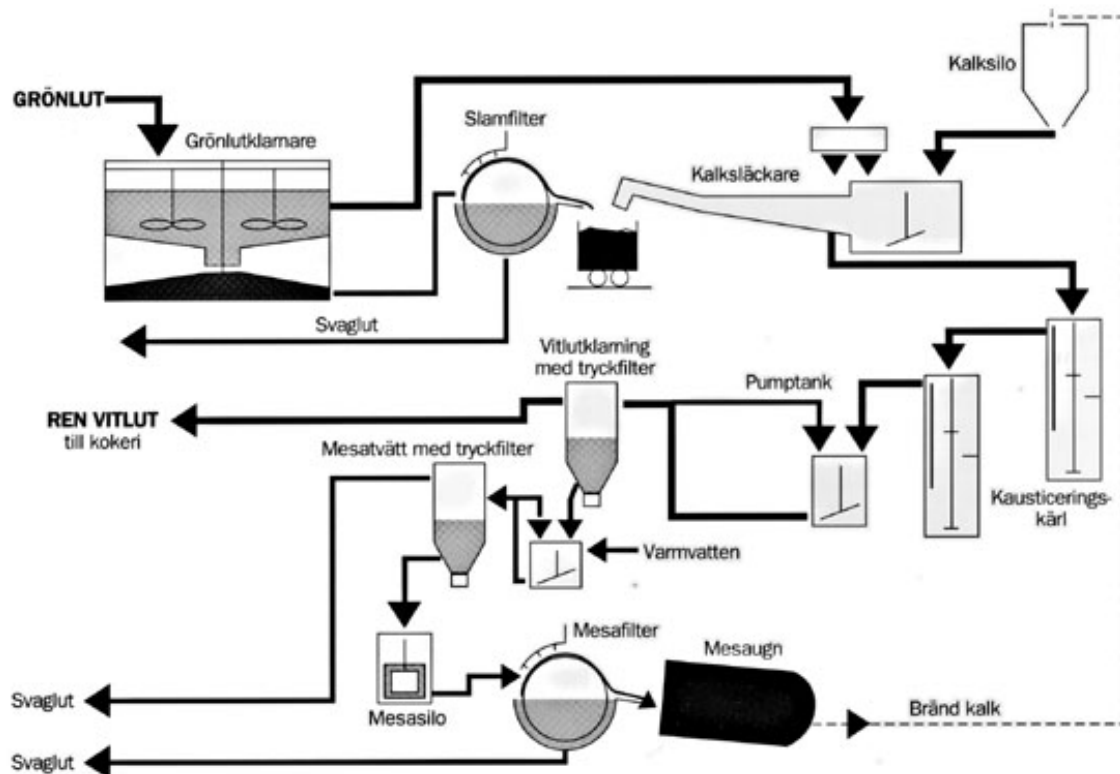 Kalksilo
GRÖNLUT
Slamfilter
Grönlutklarnare
Kalksläckare
Svaglut
Vitlutklarning
med tryckfilter
Pumptank
REN VITLUT
till kokeri
Mesatvätt med tryckfilter
Kausticerings-
kärl
Varmvatten
Mesafilter
Mesaugn
Svaglut
Mesasilo
Bränd kalk
Svaglut